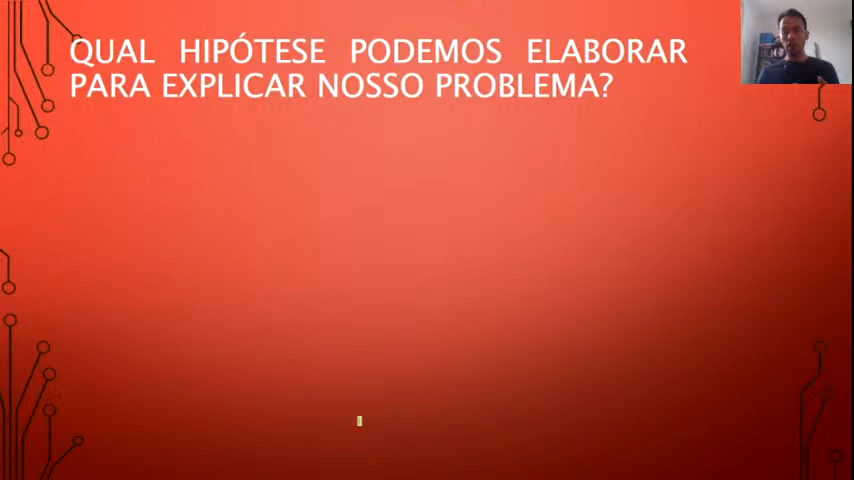 QUAL HIPÓTESE PODEMOS ELABORAR
PARA EXPLICAR NOSSO PROBLEMA?